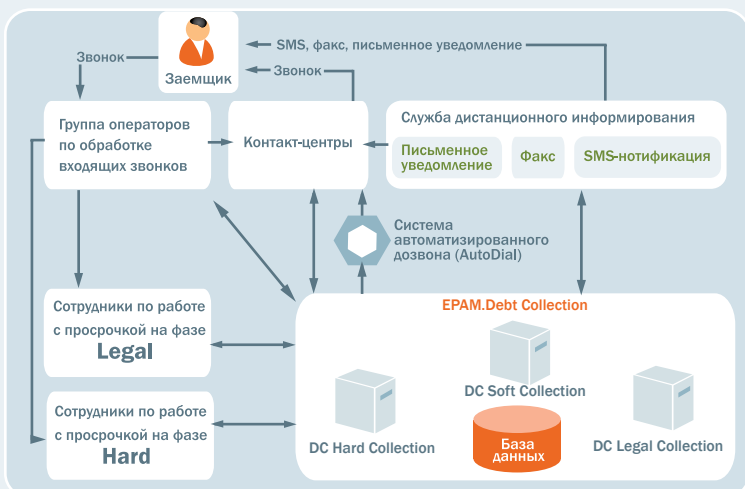 SMS, факс, письменное уведомление
Звонок
Заемщик
Звонок
Группа операторов
по обработке
входящих звонков
Контакт-центры
Служба дистанционного информирования
Письменное
уведомление
Факс
SMS-нотификация
Система
автоматизированного
дозвона (AutoDial)
Сотрудники по работе
с просрочкой на фазе
Legal
Сотрудники по работе
с просрочкой на фазе
Hard
EPAM.Debt Collection
DC Soft Collection
DC Hard Collection
База
данных
DC Legal Collection